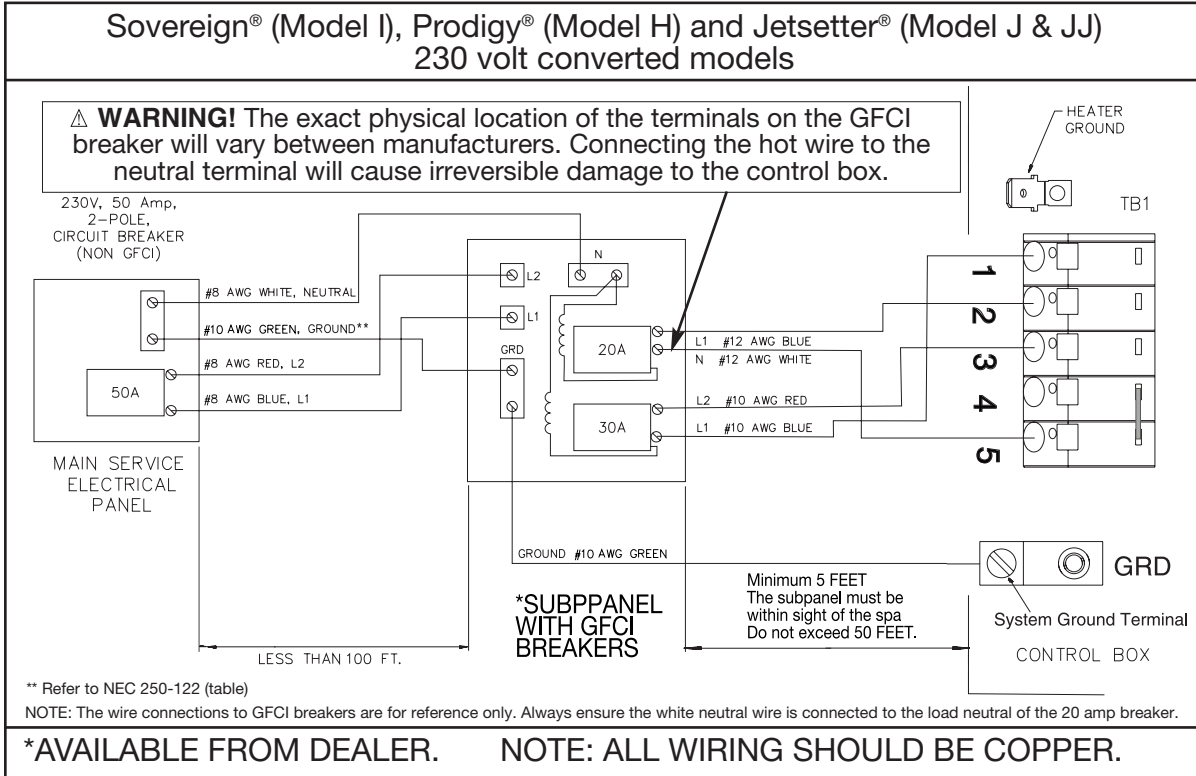 Sovereign® (Model I), Prodigy® (Model H) and Jetsetter® (Model J & JJ)
230 volt converted models
⚠ WARNING! The exact physical location of the terminals on the GFCI
breaker will vary between manufacturers. Connecting the hot wire to the
neutral terminal will cause irreversible damage to the control box.
HEATER
GROUND
TB1
230V, 50 Amp,
2-POLE,
CIRCUIT BREAKER
(NON GFCI)
#8 AWG WHITE, NEUTRAL
#10 AWG GREEN, GROUND**
#8 AWG RED, L2
#8 AWG BLUE, L1
50A
MAIN SERVICE
ELECTRICAL
PANEL
L2
N
L1
GRD
20A
30A
L1 #12 AWG BLUE
N #12 AWG WHITE
L2 #10 AWG RED
L1 #10 AWG BLUE
1
2
3
4
5
GROUND #10 AWG GREEN
*SUBPPANEL
WITH GFCI
BREAKERS
Minimum 5 FEET
The subpanel must be
within sight of the spa
Do not exceed 50 FEET.
GRD
System Ground Terminal
CONTROL BOX
LESS THAN 100 FT.
** Refer to NEC 250-122 (table)
NOTE: The wire connections to GFCI breakers are for reference only. Always ensure the white neutral wire is connected to the load neutral of the 20 amp breaker.
*AVAILABLE FROM DEALER. NOTE: ALL WIRING SHOULD BE COPPER.